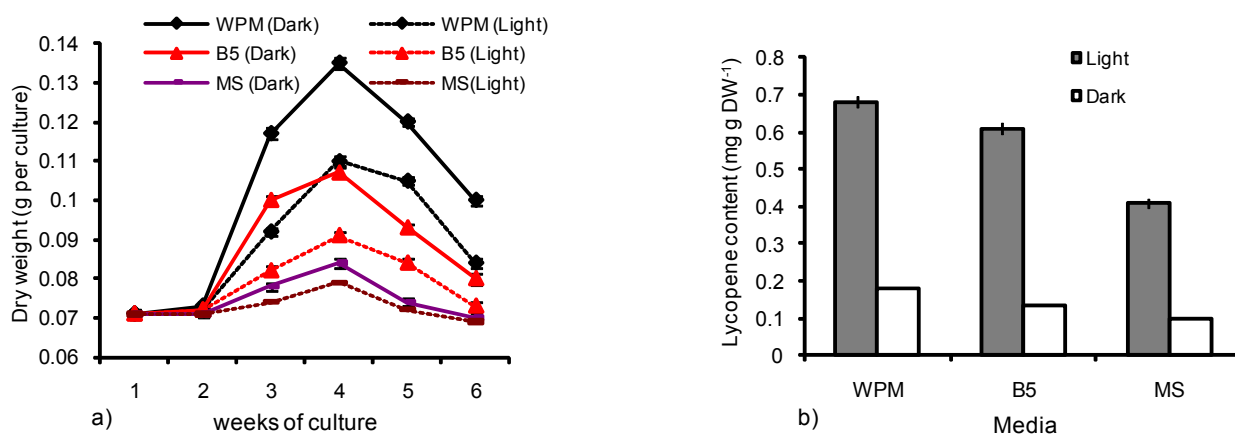 WPM (Dark) WPM (Light)
B5 (Dark) B5 (Light)
MS (Dark) MS(Light)
Dry weight (g per culture)
0.14
0.13
0.12
0.11
0.1
0.09
0.08
0.07
0.06
1 2 3 4 5 6
a) weeks of culture
Lycopene content (mg g DW⁻¹)
0.8
0.7
0.6
0.5
0.4
0.3
0.2
0.1
0
Light
Dark
WPM B5 MS
b) Media